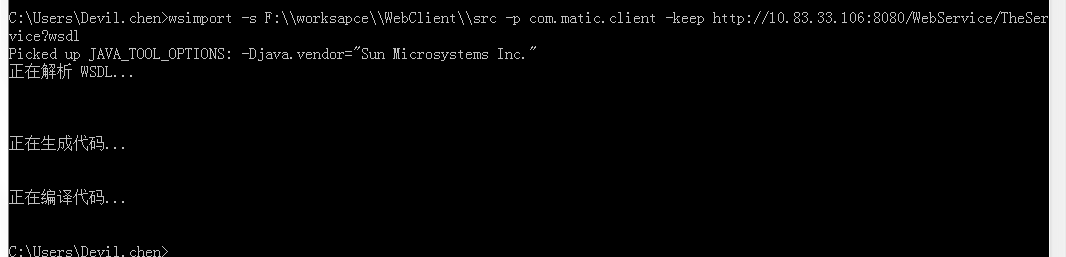 C:\Users\Devil.chen>wsimport -s F:\\worksapce\\WebClient\\src -p com.matic.client -keep http://10.83.33.106:8080/WebService/TheSer
vice?wsdl
Picked up JAVA_TOOL_OPTIONS: -Djava.vendor="Sun Microsystems Inc."
正在解析 WSDL...
正在生成代码...
正在编译代码...
C:\Users\Devil.chen>